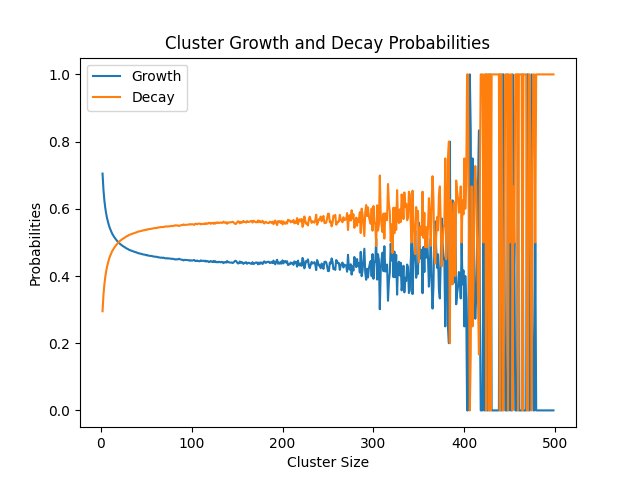 Cluster Growth and Decay Probabilities
Growth
Decay
1.0
0.8
0.6
0.4
0.2
0.0
Probabilities
0
100
200
300
400
500
Cluster Size